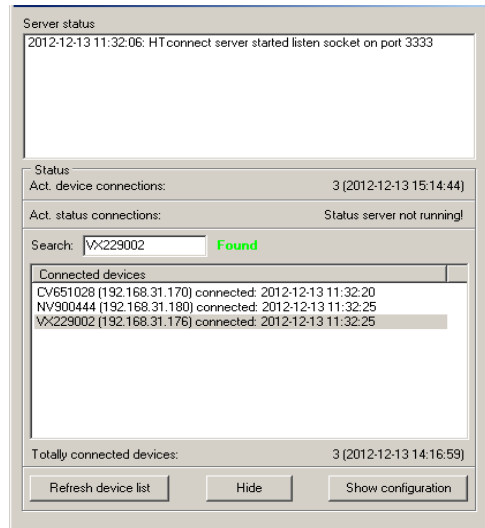 Server status
2012-12-13 11:32:06: HTconnect server started listen socket on port 3333
Status
Act. device connections: 3 (2012-12-13 15:14:44)
Act. status connections: Status server not running!
Search: VX229002 Found
Connected devices
CV651028 (192.168.31.170) connected: 2012-12-13 11:32:20
NV900444 (192.168.31.180) connected: 2012-12-13 11:32:25
VX229002 (192.168.31.176) connected: 2012-12-13 11:32:25
Totally connected devices: 3 (2012-12-13 14:16:59)
Refresh device list Hide Show configuration